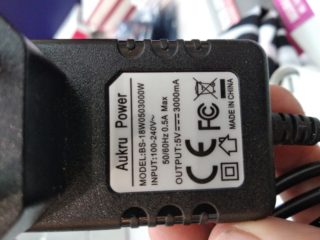 Aukru Power
MODEL:BS-18W0503000W
INPUT:100-240V~
50/60Hz 0.5A Max
OUTPUT:5V⎓3000mA
CE FC
MADE IN CHINA